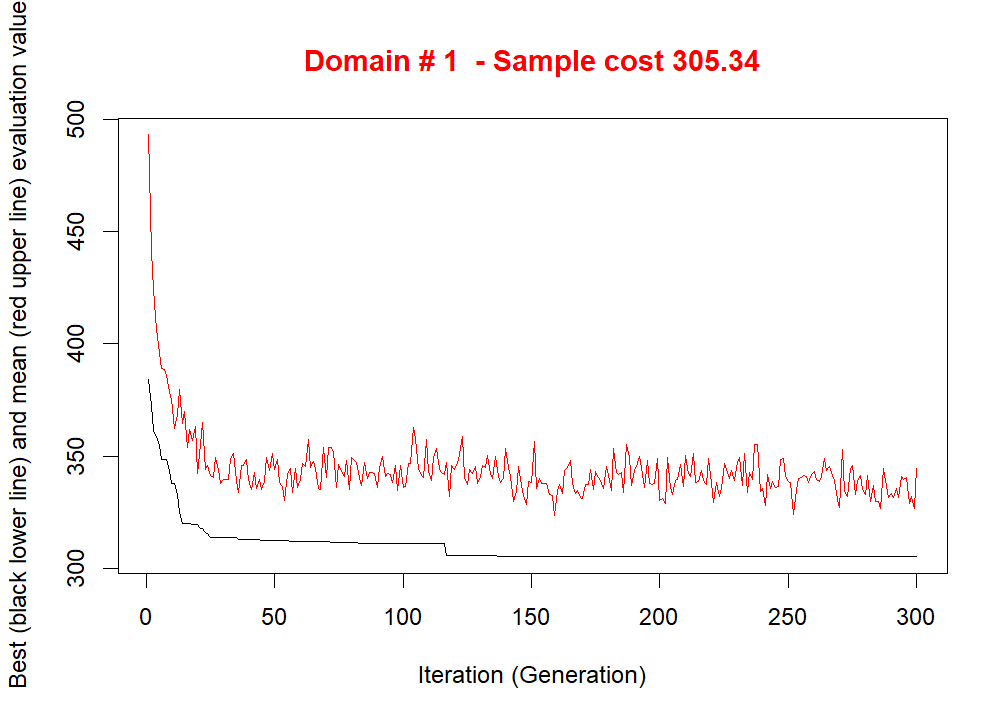 Domain # 1  - Sample cost 305.34
Best (black lower line) and mean (red upper line) evaluation value
500
450
400
350
300
0 50 100 150 200 250 300
Iteration (Generation)